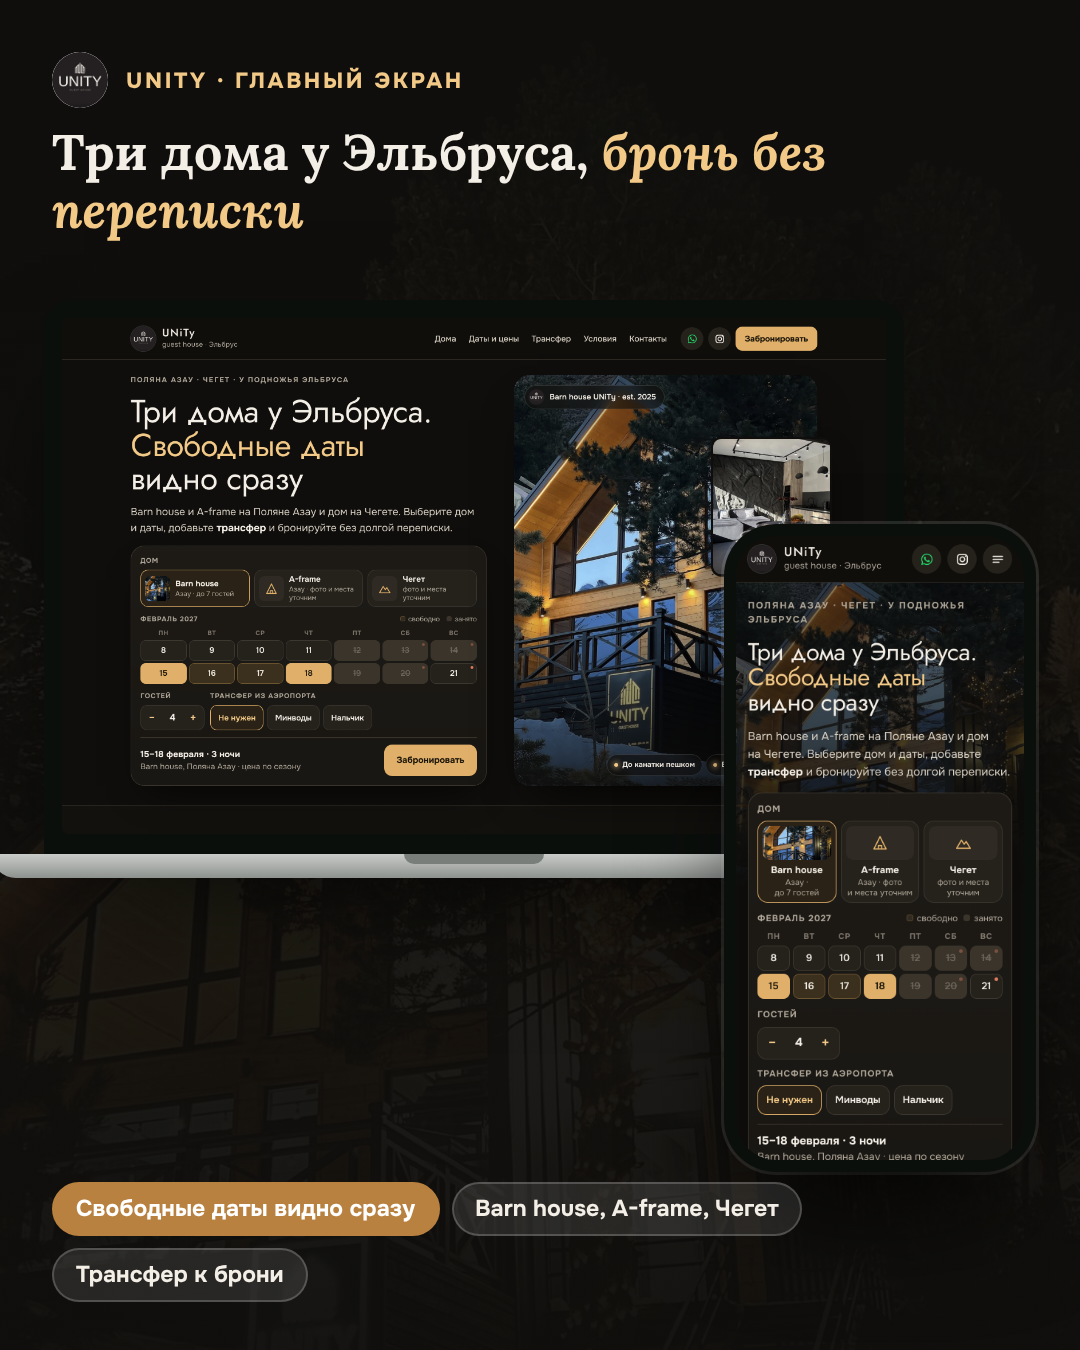 UNITY
UNITY · ГЛАВНЫЙ ЭКРАН
Три дома у Эльбруса, бронь без
переписки
UNITY
UNiTy
guest house · Эльбрус
Дома Даты и цены Трансфер Условия Контакты Забронировать
ПОЛЯНА АЗАУ · ЧЕГЕТ · У ПОДНОЖЬЯ ЭЛЬБРУСА
Три дома у Эльбруса.
Свободные даты
видно сразу
Barn house и A-frame на Поляне Азау и дом на Чегете. Выберите дом
и даты, добавьте трансфер и бронируйте без долгой переписки.
ДОМ
Barn house
Азау · до 7 гостей
A-frame
Азау · фото и места
уточним
Чегет
фото и места
уточним
ФЕВРАЛЬ 2027 свободно занято
ПН ВТ СР ЧТ ПТ СБ ВС
8 9 10 11 12 13 14
15 16 17 18 19 20 21
ГОСТЕЙ ТРАНСФЕР ИЗ АЭРОПОРТА
− 4 + Не нужен Минводы Нальчик
15–18 февраля · 3 ночи
Barn house, Поляна Азау · цена по сезону
Забронировать
UNITY Barn house UNiTy · est. 2025
UNITY
До канатки пешком
UNITY
UNiTy
guest house · Эльбрус
ПОЛЯНА АЗАУ · ЧЕГЕТ · У ПОДНОЖЬЯ
ЭЛЬБРУСА
Три дома у Эльбруса.
Свободные даты
видно сразу
Barn house и A-frame на Поляне Азау и дом
на Чегете. Выберите дом и даты, добавьте
трансфер и бронируйте без долгой переписки.
ДОМ
Barn house
Азау ·
до 7 гостей
A-frame
Азау · фото
и места уточним
Чегет
фото и места
уточним
ФЕВРАЛЬ 2027 свободно занято
ПН ВТ СР ЧТ ПТ СБ ВС
8 9 10 11 12 13 14
15 16 17 18 19 20 21
ГОСТЕЙ
− 4 +
ТРАНСФЕР ИЗ АЭРОПОРТА
Не нужен Минводы Нальчик
15–18 февраля · 3 ночи
Barn house, Поляна Азау · цена по сезону
Свободные даты видно сразу
Barn house, A-frame, Чегет
Трансфер к брони